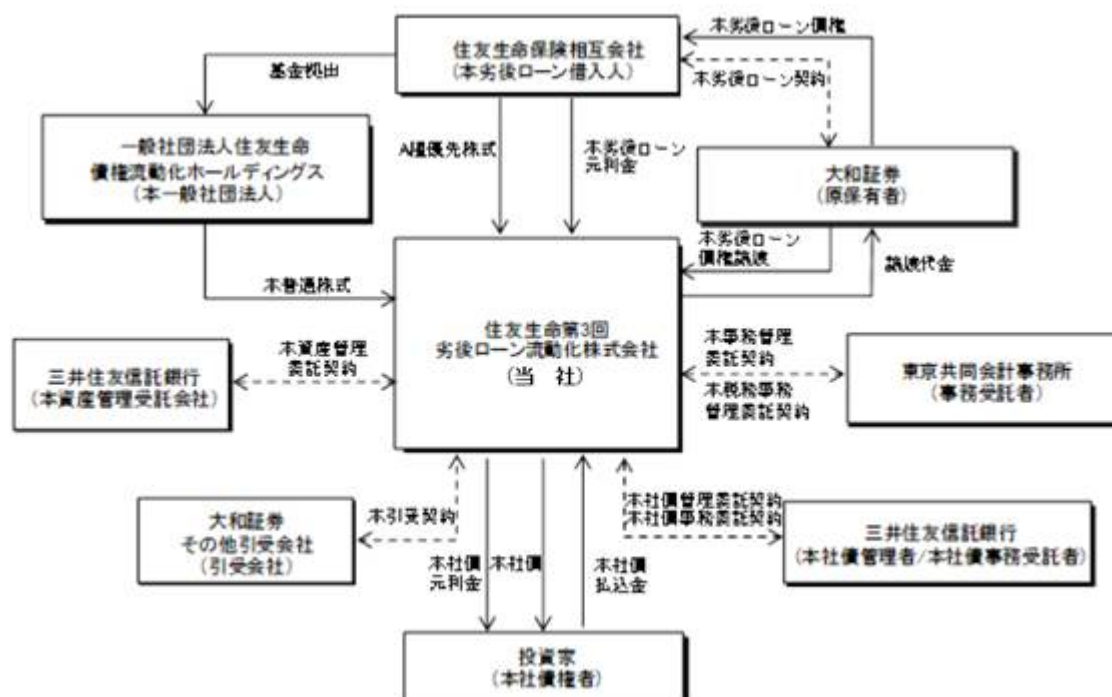 住友生命保険相互会社
(本劣後ローン借入人)
本劣後ローン債権
基金拠出
本劣後ローン契約
一般社団法人住友生命
債権流動化ホールディングス
(本一般社団法人)
A種優先株式
本劣後ローン
元利金
大和証券
(原保有者)
本劣後ローン
債権譲渡
譲渡代金
本普通株式
住友生命第3回
劣後ローン流動化株式会社
(当 社)
本資産管理
委託契約
三井住友信託銀行
(本資産管理受託会社)
本事務管理
委託契約
本税務事務
管理委託契約
東京共同会計事務所
(事務受託者)
大和証券
その他引受会社
(引受会社)
本引受契約
本社債
元利金
本社債
本社債
払込金
本社債管理委託契約
本社債事務委託契約
三井住友信託銀行
(本社債管理者/本社債事務受託者)
投資家
(本社債権者)